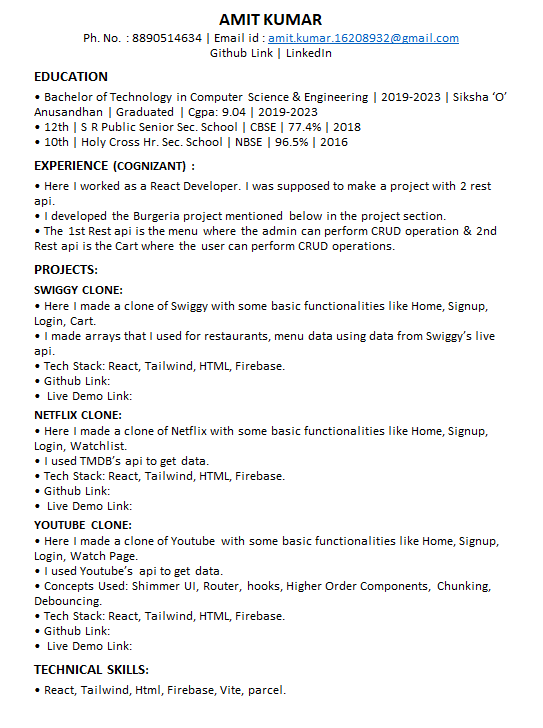 AMIT KUMAR
Ph. No. : 8890514634 | Email id : amit.kumar.16208932@gmail.com
Github Link | LinkedIn
EDUCATION
• Bachelor of Technology in Computer Science & Engineering | 2019-2023 | Siksha ‘O’
Anusandhan | Graduated | Cgpa: 9.04 | 2019-2023
• 12th | S R Public Senior Sec. School | CBSE | 77.4% | 2018
• 10th | Holy Cross Hr. Sec. School | NBSE | 96.5% | 2016
EXPERIENCE (COGNIZANT) :
• Here I worked as a React Developer. I was supposed to make a project with 2 rest
api.
• I developed the Burgeria project mentioned below in the project section.
• The 1st Rest api is the menu where the admin can perform CRUD operation & 2nd
Rest api is the Cart where the user can perform CRUD operations.
PROJECTS:
SWIGGY CLONE:
• Here I made a clone of Swiggy with some basic functionalities like Home, Signup,
Login, Cart.
• I made arrays that I used for restaurants, menu data using data from Swiggy’s live
api.
• Tech Stack: React, Tailwind, HTML, Firebase.
• Github Link:
• Live Demo Link:
NETFLIX CLONE:
• Here I made a clone of Netflix with some basic functionalities like Home, Signup,
Login, Watchlist.
• I used TMDB’s api to get data.
• Tech Stack: React, Tailwind, HTML, Firebase.
• Github Link:
• Live Demo Link:
YOUTUBE CLONE:
• Here I made a clone of Youtube with some basic functionalities like Home, Signup,
Login, Watch Page.
• I used Youtube’s api to get data.
• Concepts Used: Shimmer UI, Router, hooks, Higher Order Components, Chunking,
Debouncing.
• Tech Stack: React, Tailwind, HTML, Firebase.
• Github Link:
• Live Demo Link:
TECHNICAL SKILLS:
• React, Tailwind, Html, Firebase, Vite, parcel.